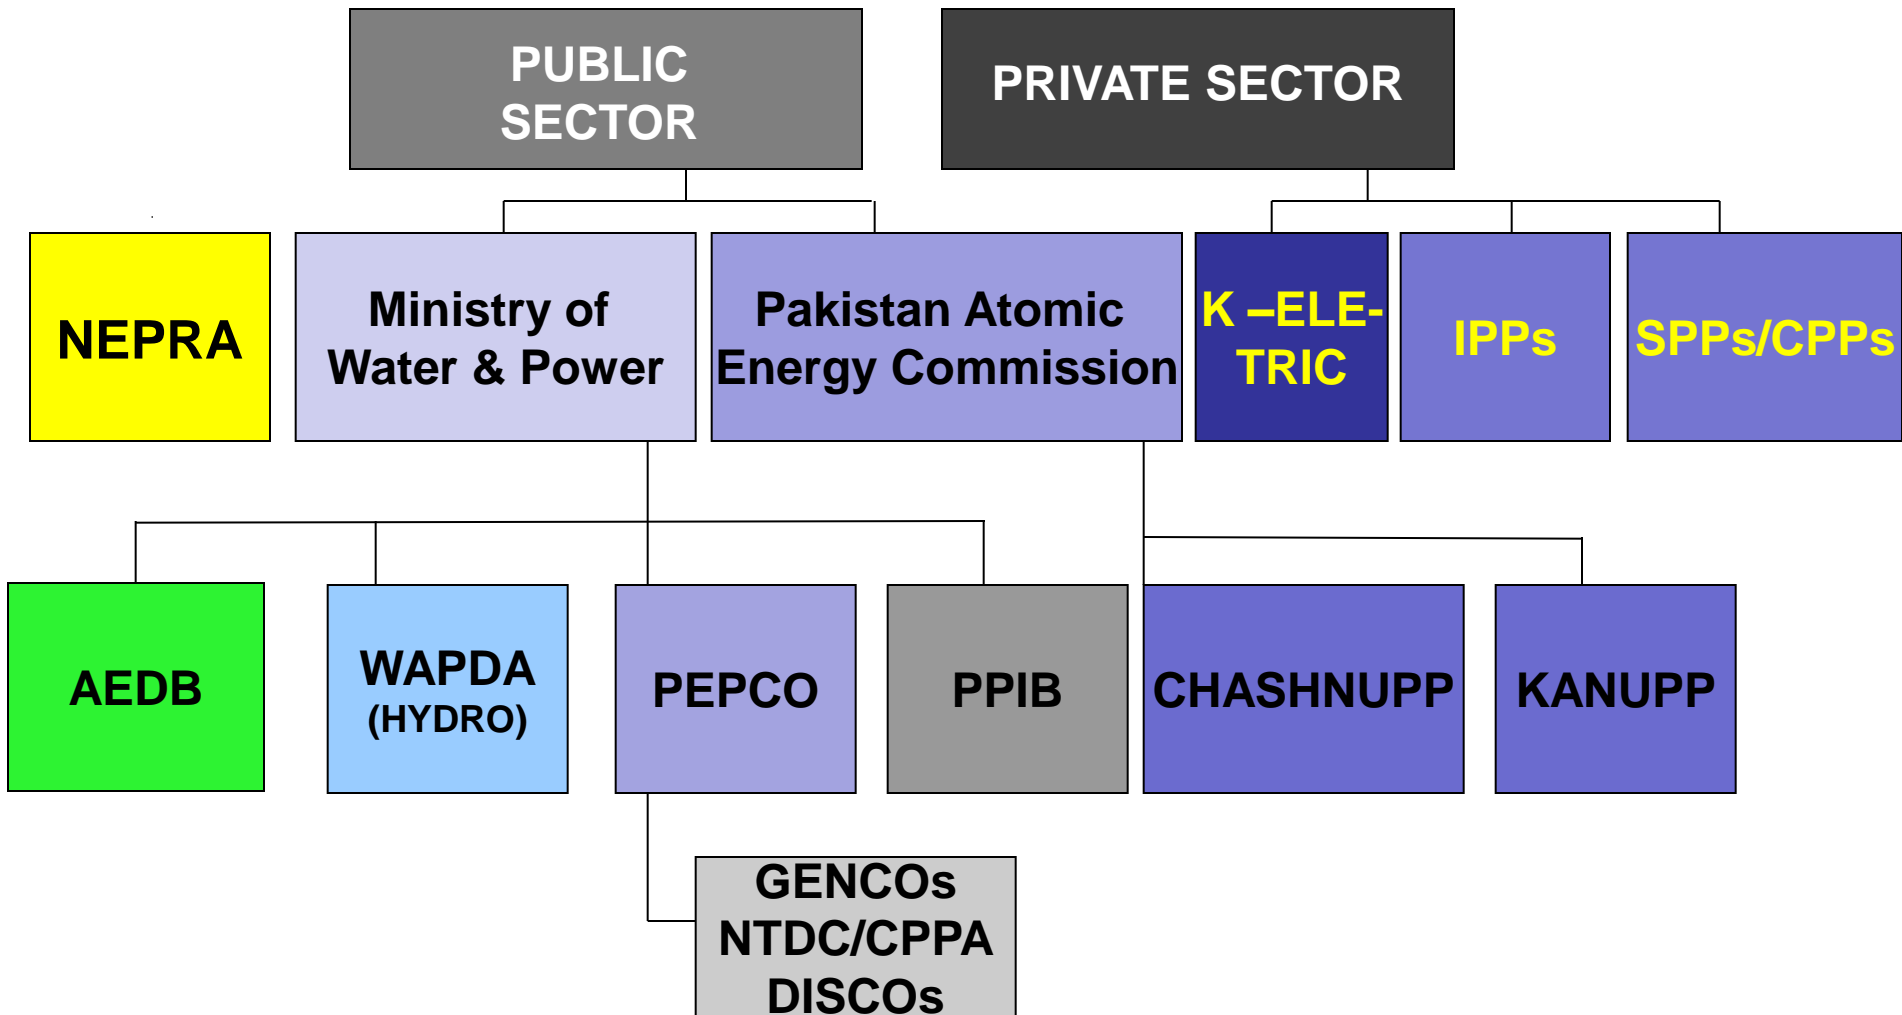 PUBLIC
SECTOR
PRIVATE SECTOR
NEPRA
Ministry of
Water & Power
Pakistan Atomic
Energy Commission
K –ELE-
TRIC
IPPs
SPPs/CPPs
AEDB
WAPDA
(HYDRO)
PEPCO
PPIB
CHASHNUPP
KANUPP
GENCOs
NTDC/CPPA
DISCOs